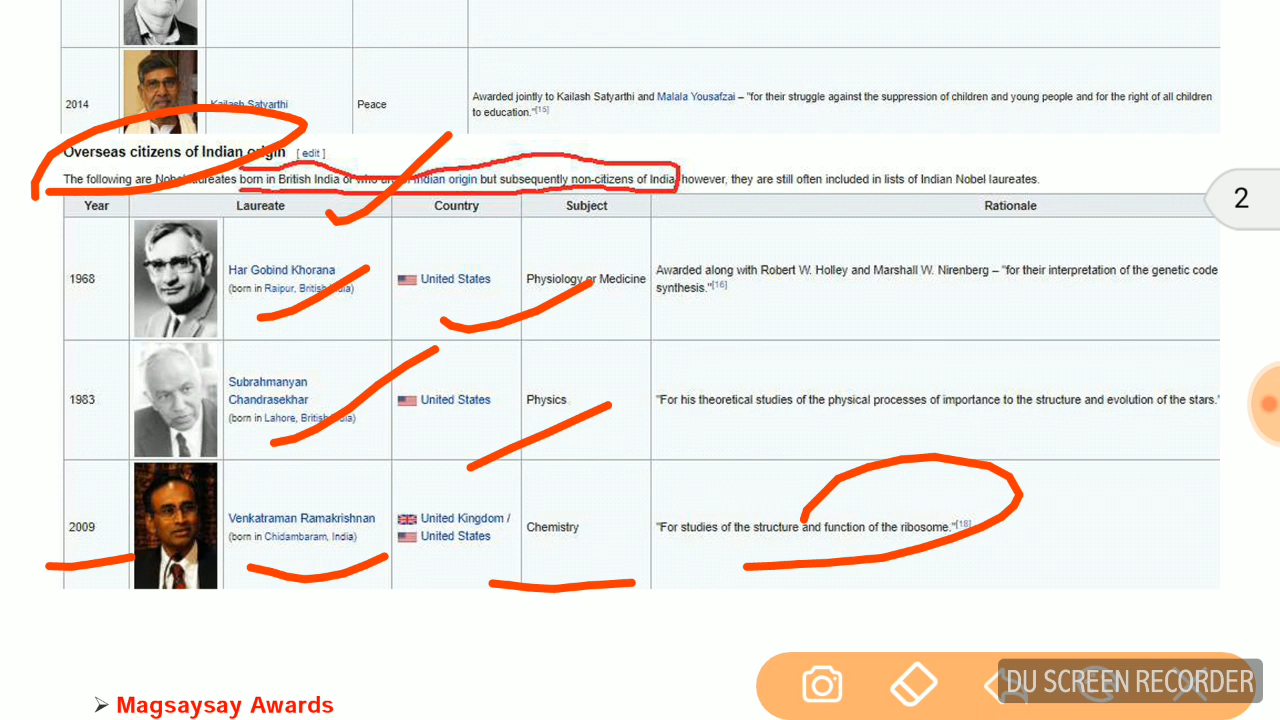 2014
Kailash Satyarthi
Peace
Awarded jointly to Kailash Satyarthi and Malala Yousafzai – "for their struggle against the suppression of children and young people and for the right of all children
to education."[15]
Overseas citizens of Indian origin [ edit ]
The following are Nobel laureates born in British India or who are of Indian origin but subsequently non-citizens of India; however, they are still often included in lists of Indian Nobel laureates.
Year Laureate Country Subject Rationale
1968
Har Gobind Khorana
(born in Raipur, British India)
United States
Physiology or Medicine
Awarded along with Robert W. Holley and Marshall W. Nirenberg – "for their interpretation of the genetic code
synthesis."[16]
1983
Subrahmanyan
Chandrasekhar
(born in Lahore, British India)
United States
Physics
"For his theoretical studies of the physical processes of importance to the structure and evolution of the stars."
2009
Venkatraman Ramakrishnan
(born in Chidambaram, India)
United Kingdom /
United States
Chemistry
"For studies of the structure and function of the ribosome."[18]
➢ Magsaysay Awards
2
DU SCREEN RECORDER